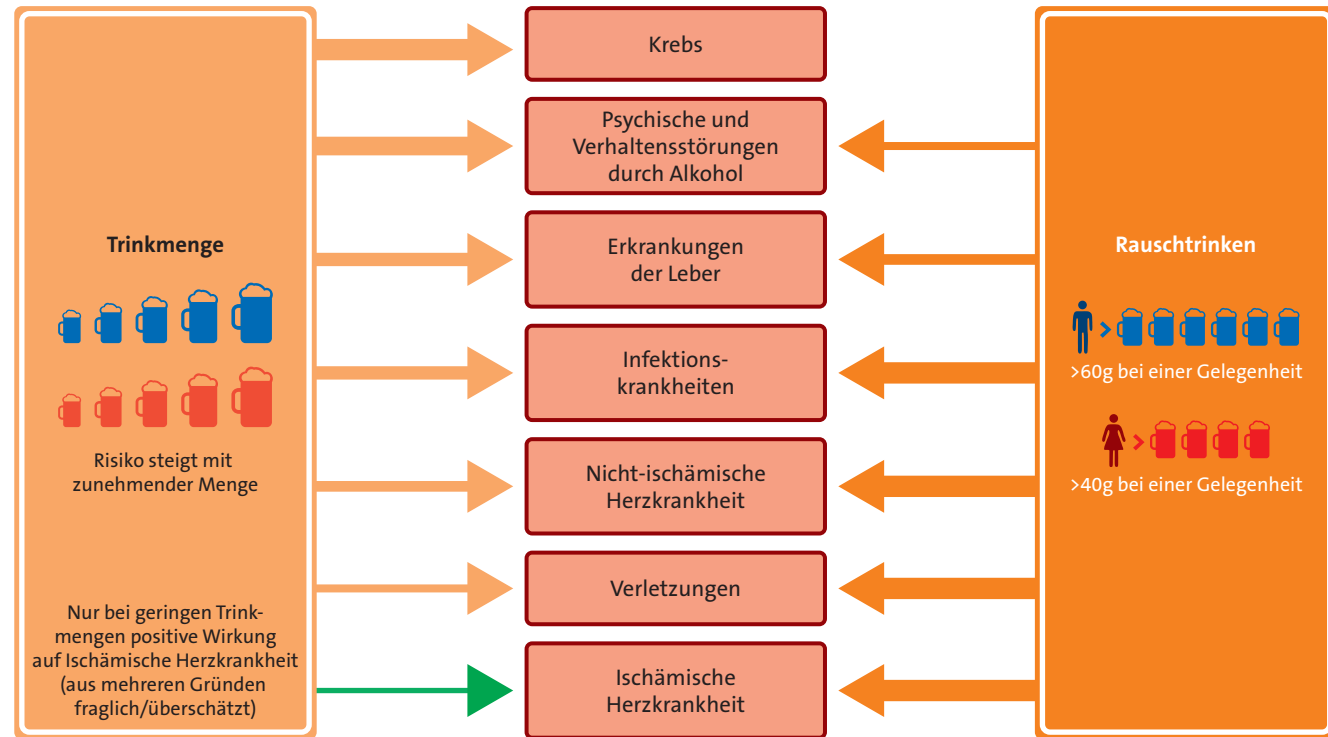 Trinkmenge
Risiko steigt mit
zunehmender Menge
Nur bei geringen Trink-
mengen positive Wirkung
auf Ischämische Herzkrankheit
(aus mehreren Gründen
fraglich/überschätzt)
Krebs
Psychische und
Verhaltensstörungen
durch Alkohol
Erkrankungen
der Leber
Infektions-
krankheiten
Nicht-ischämische
Herzkrankheit
Verletzungen
Ischämische
Herzkrankheit
Rauschtrinken
>
>60g bei einer Gelegenheit
>
>40g bei einer Gelegenheit